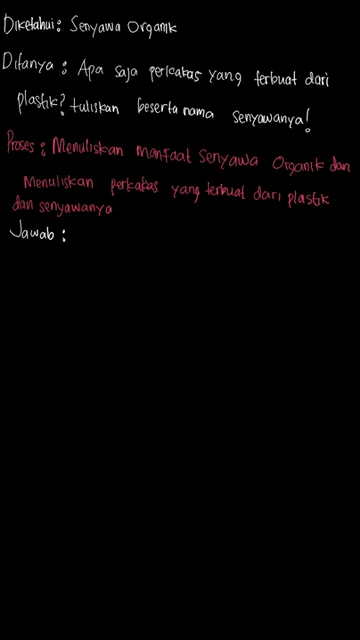 Diketahui: Senyawa Organik
Ditanya: Apa saja perkakas yang terbuat dari
plastik? tuliskan beserta nama senyawanya!
Proses: Menuliskan manfaat senyawa Organik dan
Menuliskan perkakas yang terbuat dari plastik
dan senyawanya
Jawab: